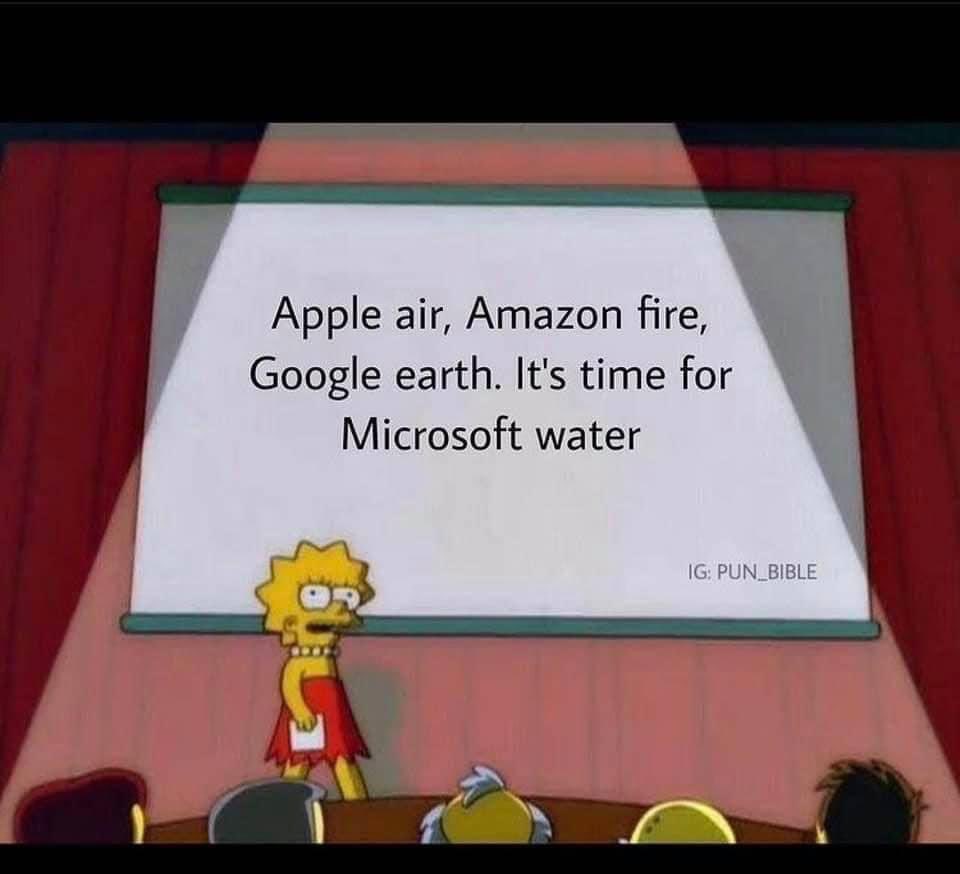 Apple air, Amazon fire,
Google earth. It's time for
Microsoft water
IG: PUN_BIBLE